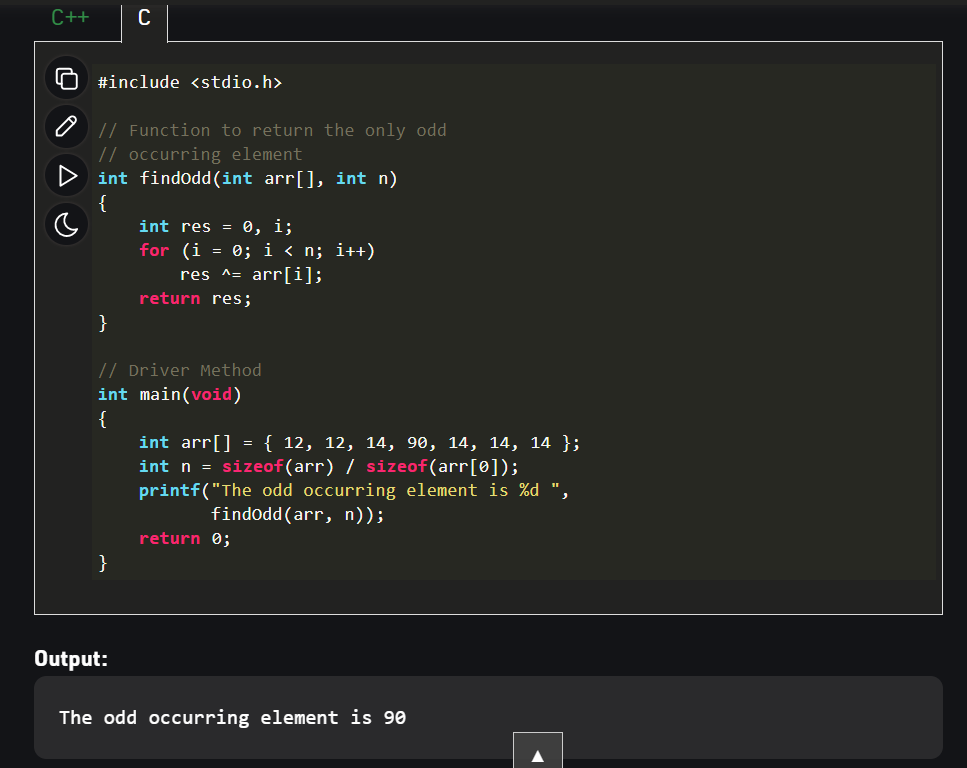 C++ C
#include <stdio.h>
// Function to return the only odd
// occurring element
int findOdd(int arr[], int n)
{
    int res = 0, i;
    for (i = 0; i < n; i++)
        res ^= arr[i];
    return res;
}
// Driver Method
int main(void)
{
    int arr[] = { 12, 12, 14, 90, 14, 14, 14 };
    int n = sizeof(arr) / sizeof(arr[0]);
    printf("The odd occurring element is %d ",
           findOdd(arr, n));
    return 0;
}
Output:
The odd occurring element is 90